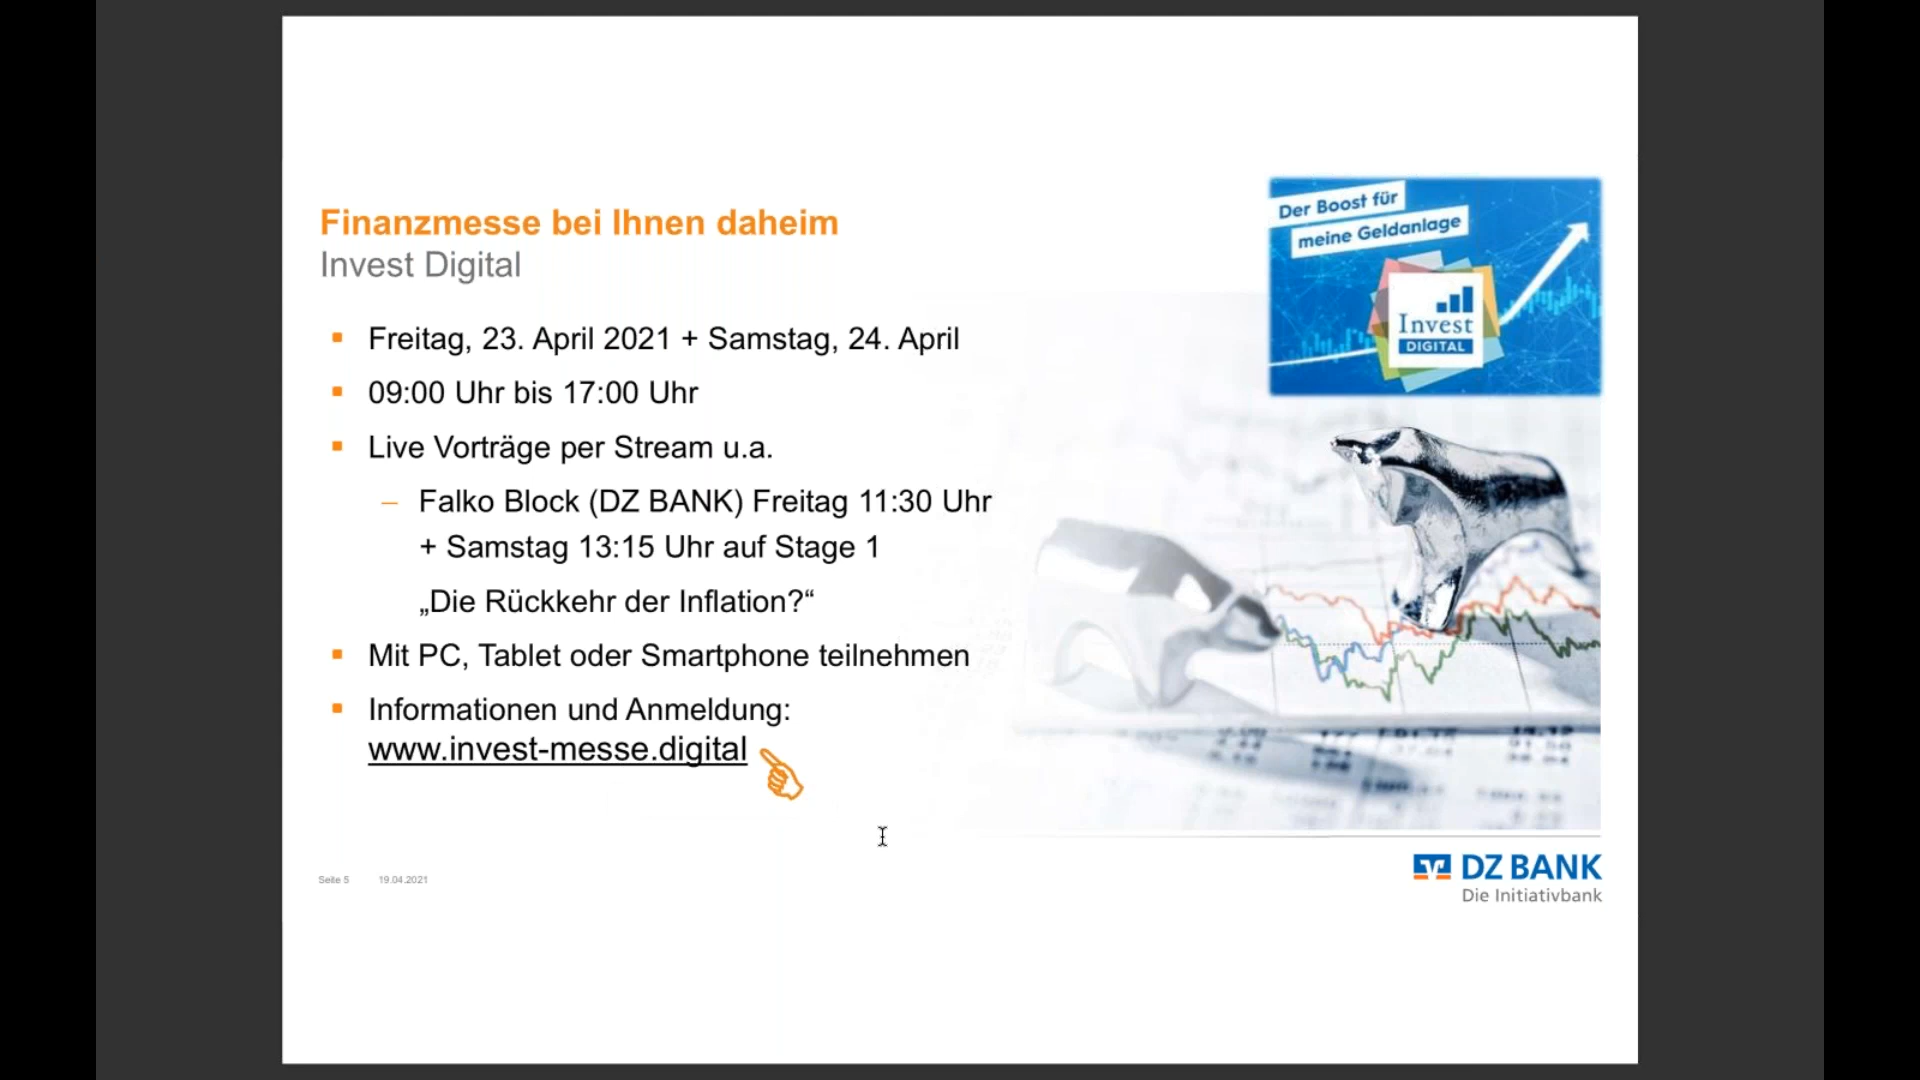 Der Boost für
meine Geldanlage
Invest
DIGITAL
Finanzmesse bei Ihnen daheim
Invest Digital
Freitag, 23. April 2021 + Samstag, 24. April
09:00 Uhr bis 17:00 Uhr
Live Vorträge per Stream u.a.
– Falko Block (DZ BANK) Freitag 11:30 Uhr
+ Samstag 13:15 Uhr auf Stage 1
„Die Rückkehr der Inflation?“
Mit PC, Tablet oder Smartphone teilnehmen
Informationen und Anmeldung:
www.invest-messe.digital
Seite 5 19.04.2021
DZ BANK
Die Initiativbank